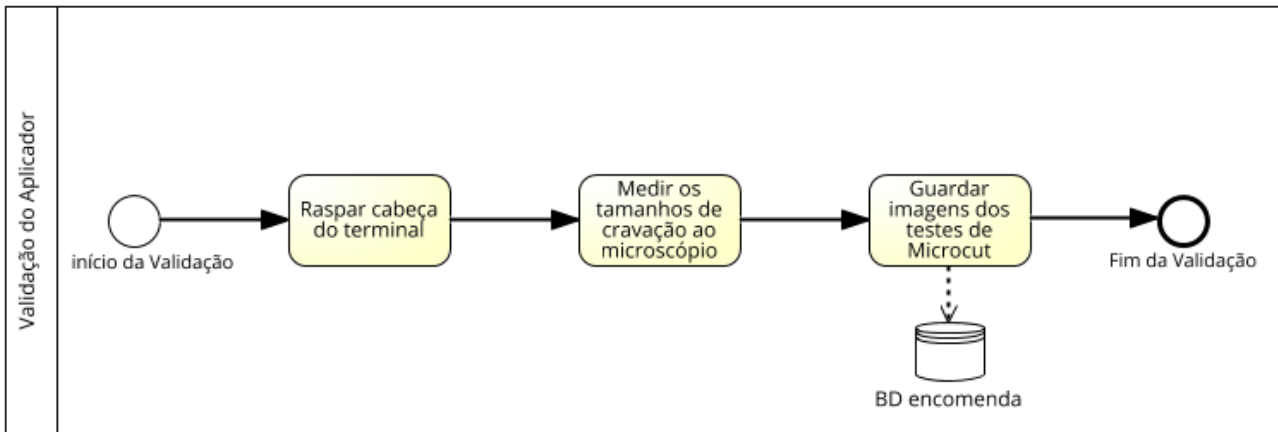 Validação do Aplicador
início da Validação
Raspar cabeça
do terminal
Medir os
tamanhos de
cravação ao
microscópio
Guardar
imagens dos
testes de
Microcut
Fim da Validação
BD encomenda